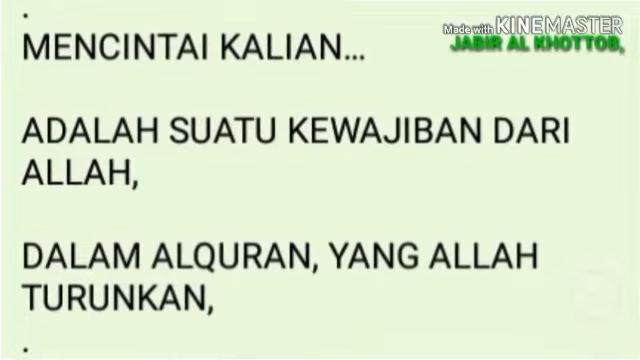 .
Made with KINEMASTER
JABIR AL KHOTTOB,
MENCINTAI KALIAN...
ADALAH SUATU KEWAJIBAN DARI
ALLAH,
DALAM ALQURAN, YANG ALLAH
TURUNKAN,
.